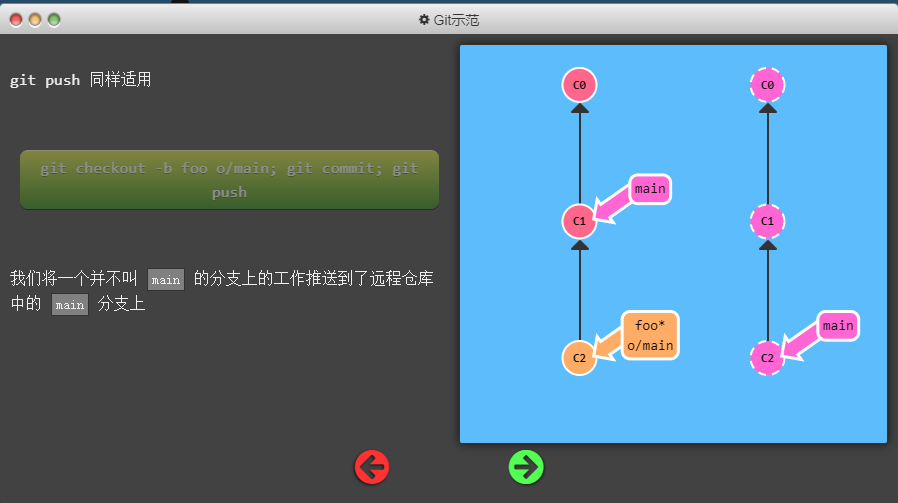 Git示范
git push 同样适用
git checkout -b foo o/main; git commit; git
push
我们将一个并不叫 main 的分支上的工作推送到了远程仓库
中的 main 分支上
C0
C0
main
C1
C1
foo*
o/main
main
C2
C2